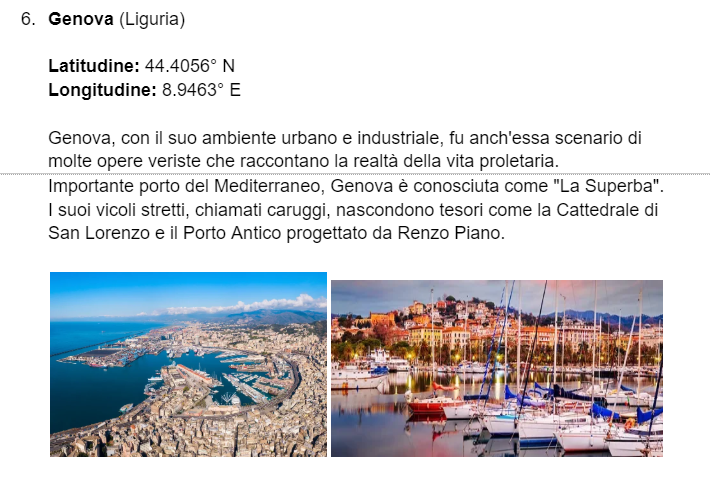 6. Genova (Liguria)
Latitudine: 44.4056° N
Longitudine: 8.9463° E
Genova, con il suo ambiente urbano e industriale, fu anch'essa scenario di
molte opere veriste che raccontano la realtà della vita proletaria.
Importante porto del Mediterraneo, Genova è conosciuta come "La Superba".
I suoi vicoli stretti, chiamati caruggi, nascondono tesori come la Cattedrale di
San Lorenzo e il Porto Antico progettato da Renzo Piano.